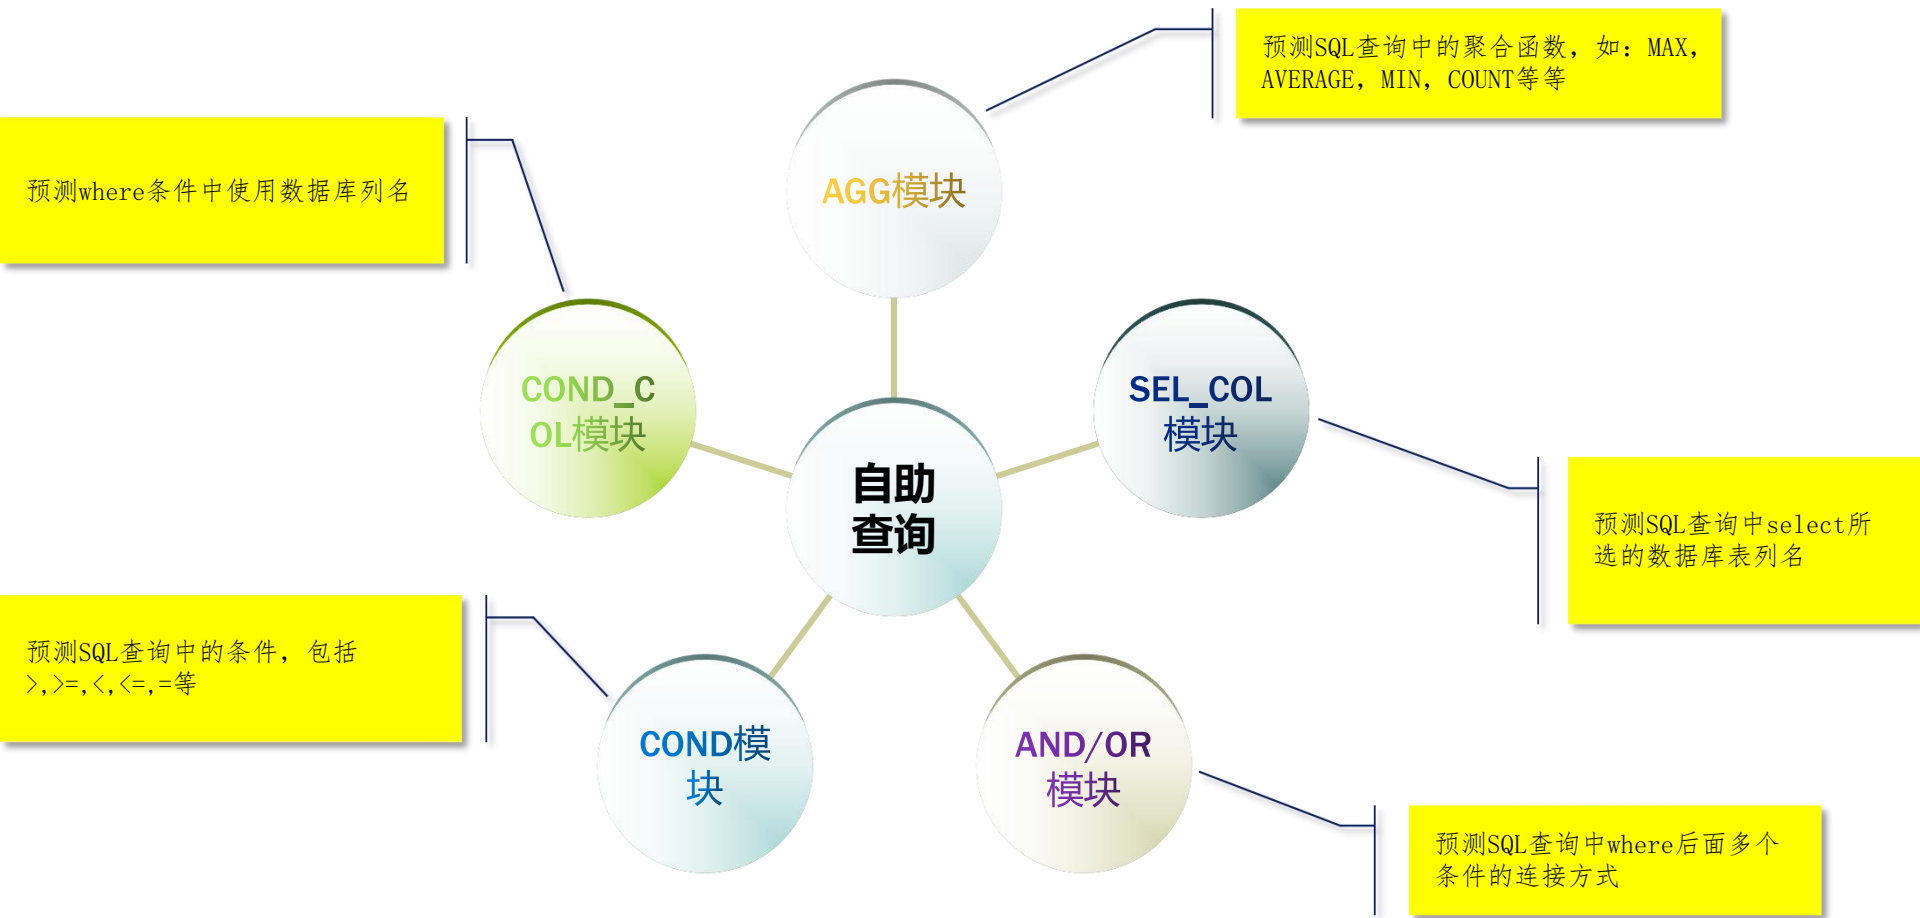 预测SQL查询中的聚合函数，如：MAX，
AVERAGE，MIN，COUNT等等
预测where条件中使用数据库列名
AGG模块
COND_C
OL模块
SEL_COL
模块
自助
查询
预测SQL查询中select所
选的数据库表列名
预测SQL查询中的条件，包括
>,>=,<,<=,=等
COND模
块
AND/OR
模块
预测SQL查询中where后面多个
条件的连接方式